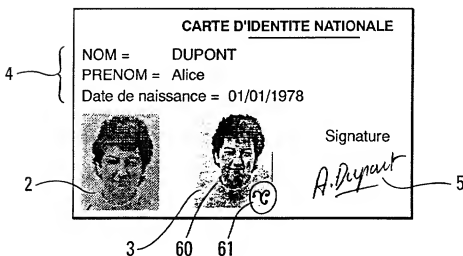 CARTE D'IDENTITE NATIONALE
NOM = DUPONT
4
PRENOM = Alice
Date de naissance = 01/01/1978
Signature
2
A. Dupont
5
3
60
61